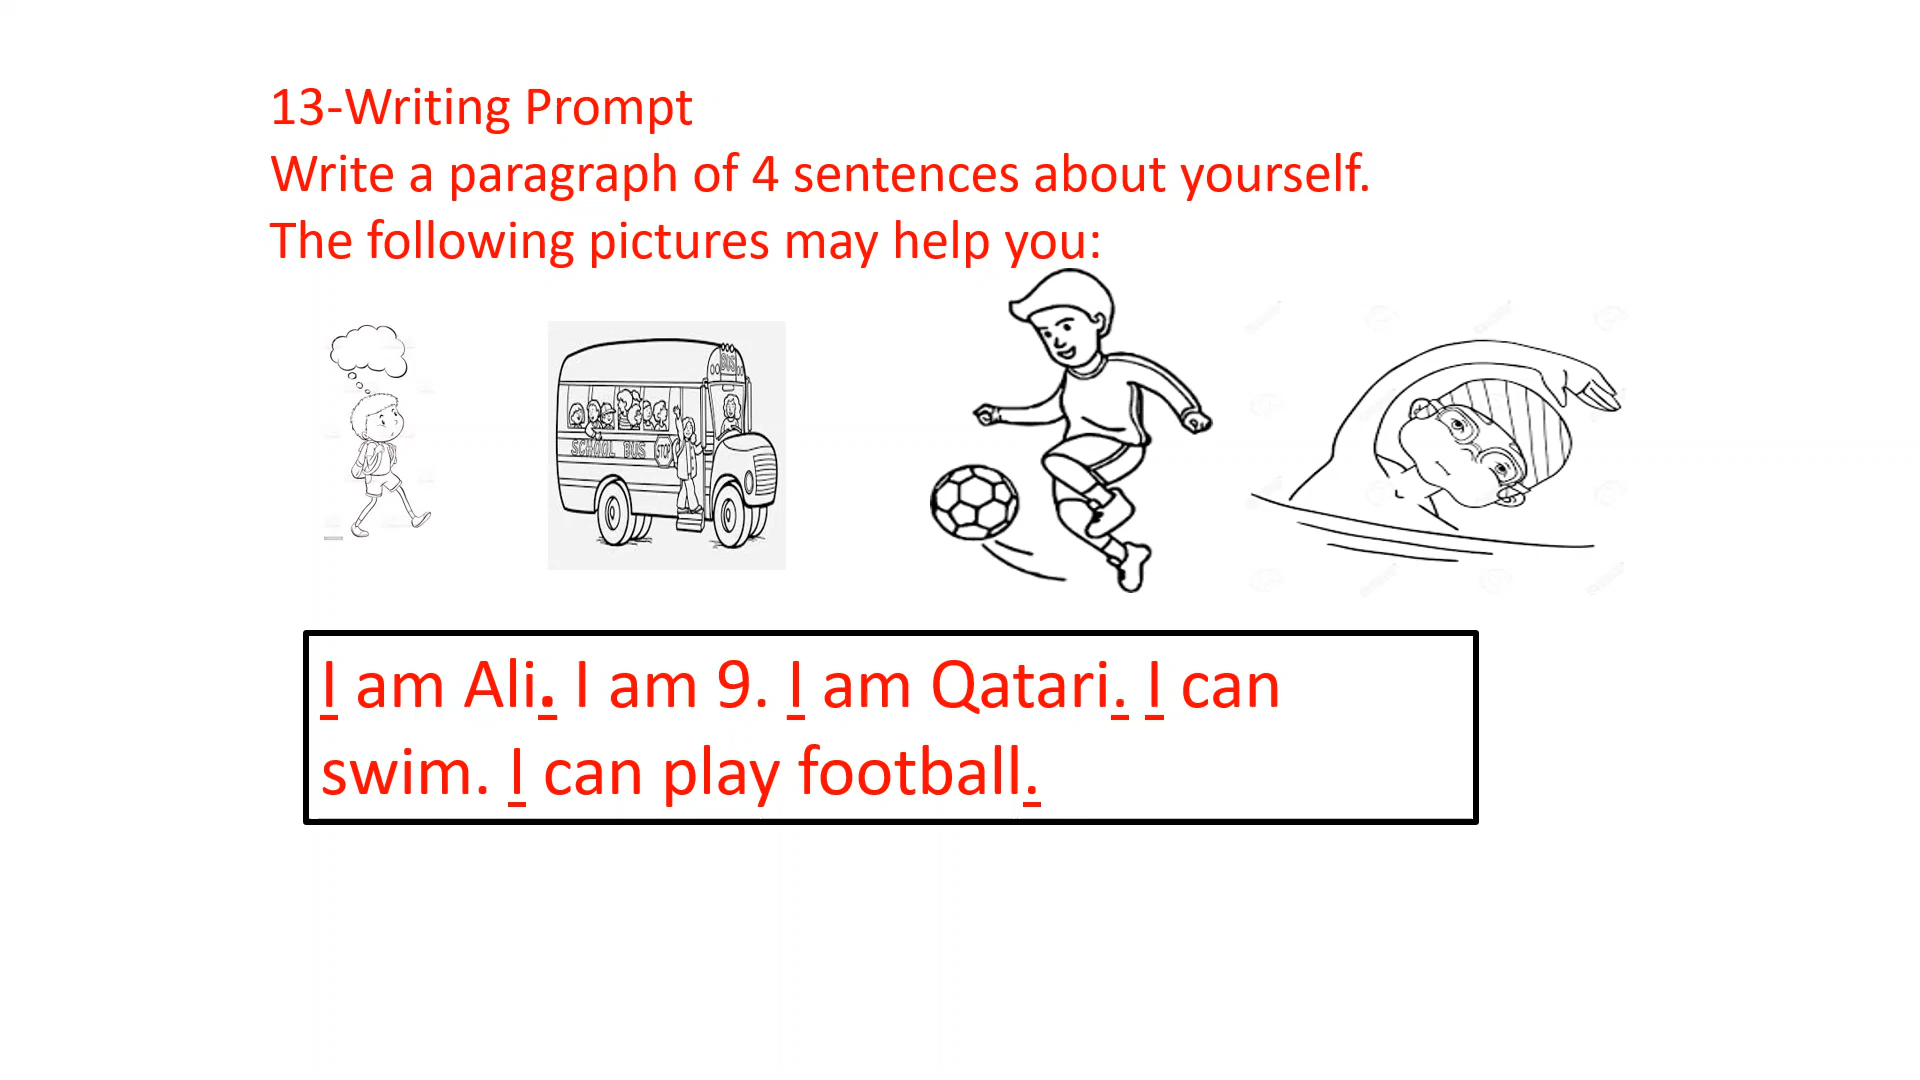 13-Writing Prompt
Write a paragraph of 4 sentences about yourself.
The following pictures may help you:
BUS
SCHOOL BUS STOP
I am Ali. I am 9. I am Qatari. I can
swim. I can play football.